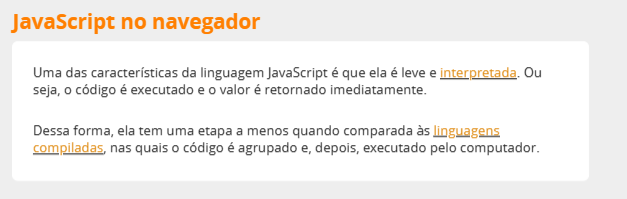 JavaScript no navegador
Uma das características da linguagem JavaScript é que ela é leve e interpretada. Ou
seja, o código é executado e o valor é retornado imediatamente.
Dessa forma, ela tem uma etapa a menos quando comparada às linguagens
compiladas, nas quais o código é agrupado e, depois, executado pelo computador.